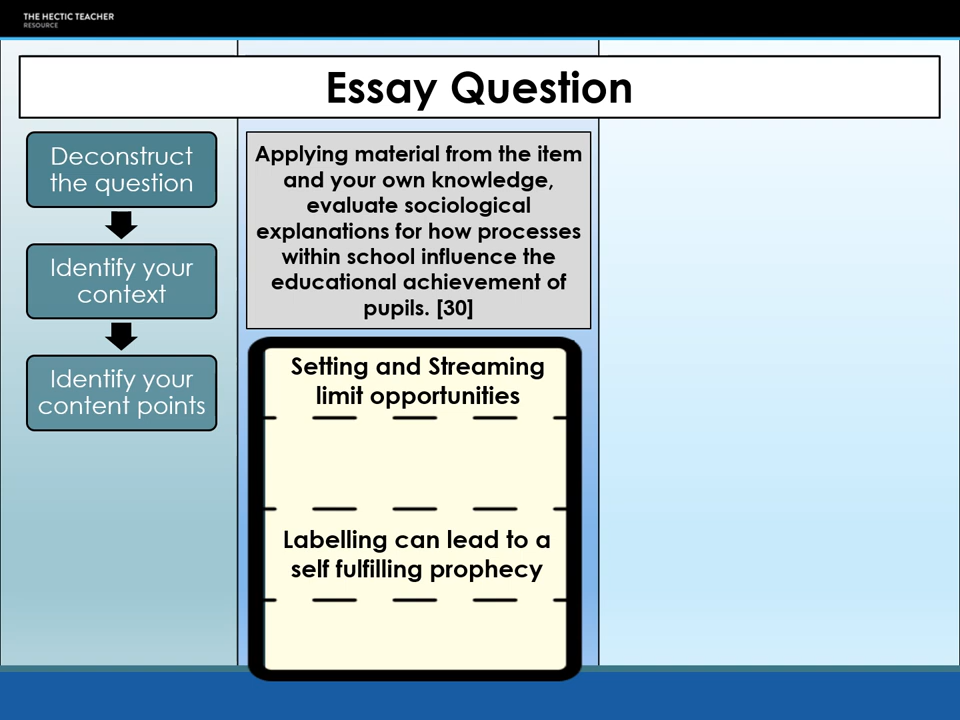 THE HECTIC TEACHER
RESOURCE
Essay Question
Deconstruct
the question
Identify your
context
Identify your
content points
Applying material from the item
and your own knowledge,
evaluate sociological
explanations for how processes
within school influence the
educational achievement of
pupils. [30]
Setting and Streaming
limit opportunities
Labelling can lead to a
self fulfilling prophecy